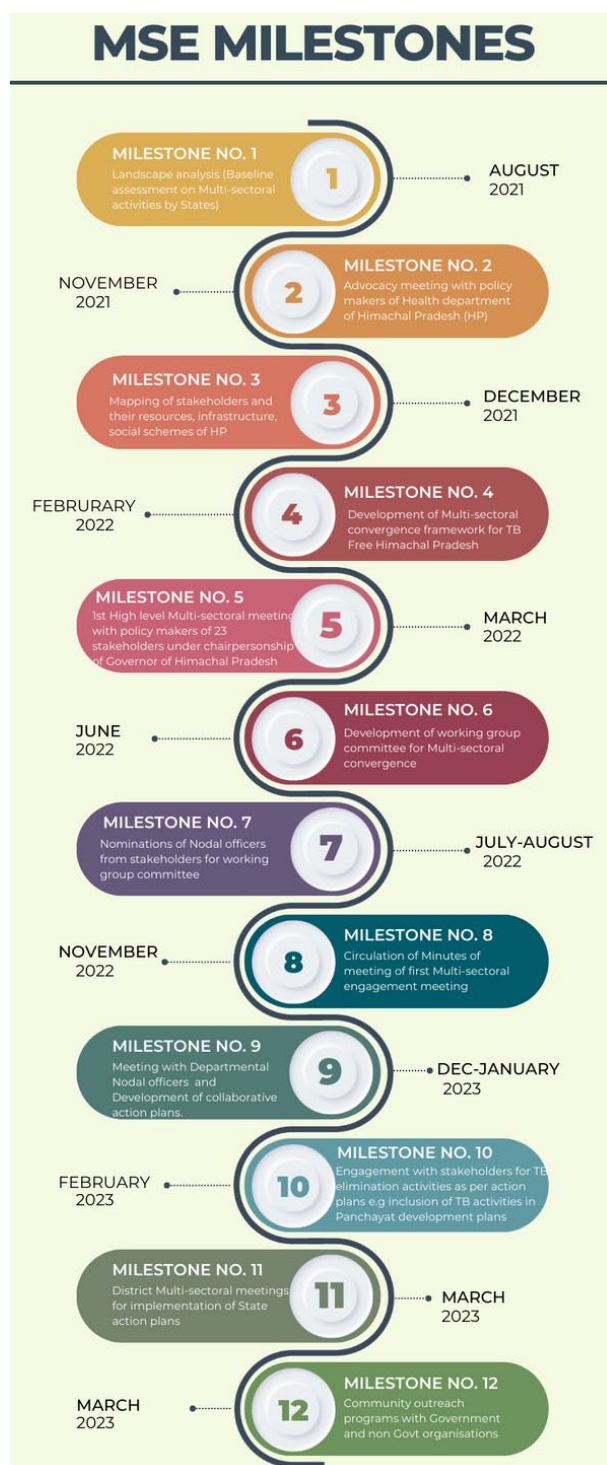 MSE MILESTONES
MILESTONE NO. 1
Landscape analysis (Baseline
assessment on Multi-sectoral
activities by States)
1
AUGUST
2021
NOVEMBER
2021
2
MILESTONE NO. 2
Advocacy meeting with policy
makers of Health department
of Himachal Pradesh (HP)
MILESTONE NO. 3
Mapping of stakeholders and
their resources, infrastructure,
social schemes of HP
3
DECEMBER
2021
FEBRURARY
2022
4
MILESTONE NO. 4
Development of Multi-sectoral
convergence framework for TB
Free Himachal Pradesh
MILESTONE NO. 5
1st High level Multi-sectoral meeting
with policy makers of 23
stakeholders under chairpersonship
of Governor of Himachal Pradesh
5
MARCH
2022
JUNE
2022
6
MILESTONE NO. 6
Development of working group
committee for Multi-sectoral
convergence
MILESTONE NO. 7
Nominations of Nodal officers
from stakeholders for working
group committee
7
JULY-AUGUST
2022
NOVEMBER
2022
8
MILESTONE NO. 8
Circulation of Minutes of
meeting of first Multi-sectoral
engagement meeting
MILESTONE NO. 9
Meeting with Departmental
Nodal officers and
Development of collaborative
action plans.
9
DEC-JANUARY
2023
FEBRUARY
2023
10
MILESTONE NO. 10
Engagement with stakeholders for TB
elimination activities as per action
plans e.g inclusion of TB activities in
Panchayat development plans
MILESTONE NO. 11
District Multi-sectoral meetings
for implementation of State
action plans
11
MARCH
2023
MARCH
2023
12
MILESTONE NO. 12
Community outreach
programs with Government
and non Govt organisations